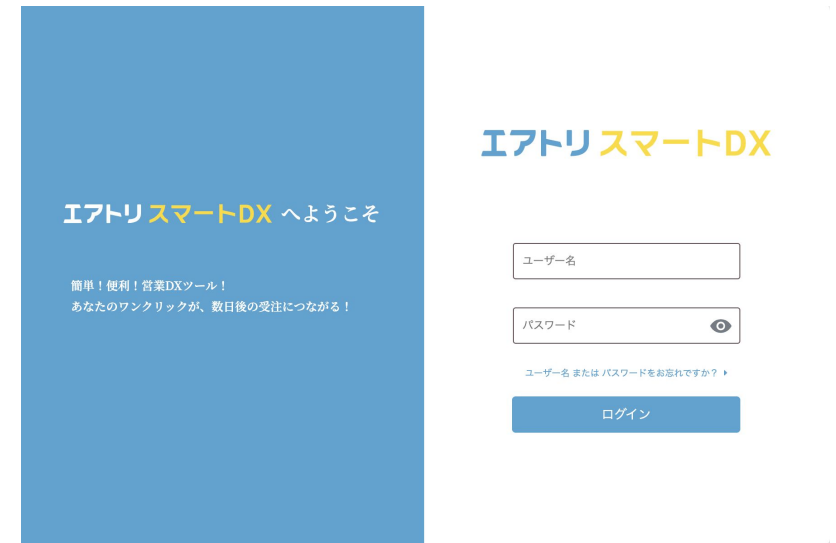 エアトリ スマートDX へようこそ
簡単！便利！営業DXツール！
あなたのワンクリックが、数日後の受注につながる！
エアトリ スマートDX
ユーザー名
パスワード
ユーザー名 または パスワードをお忘れですか？
ログイン